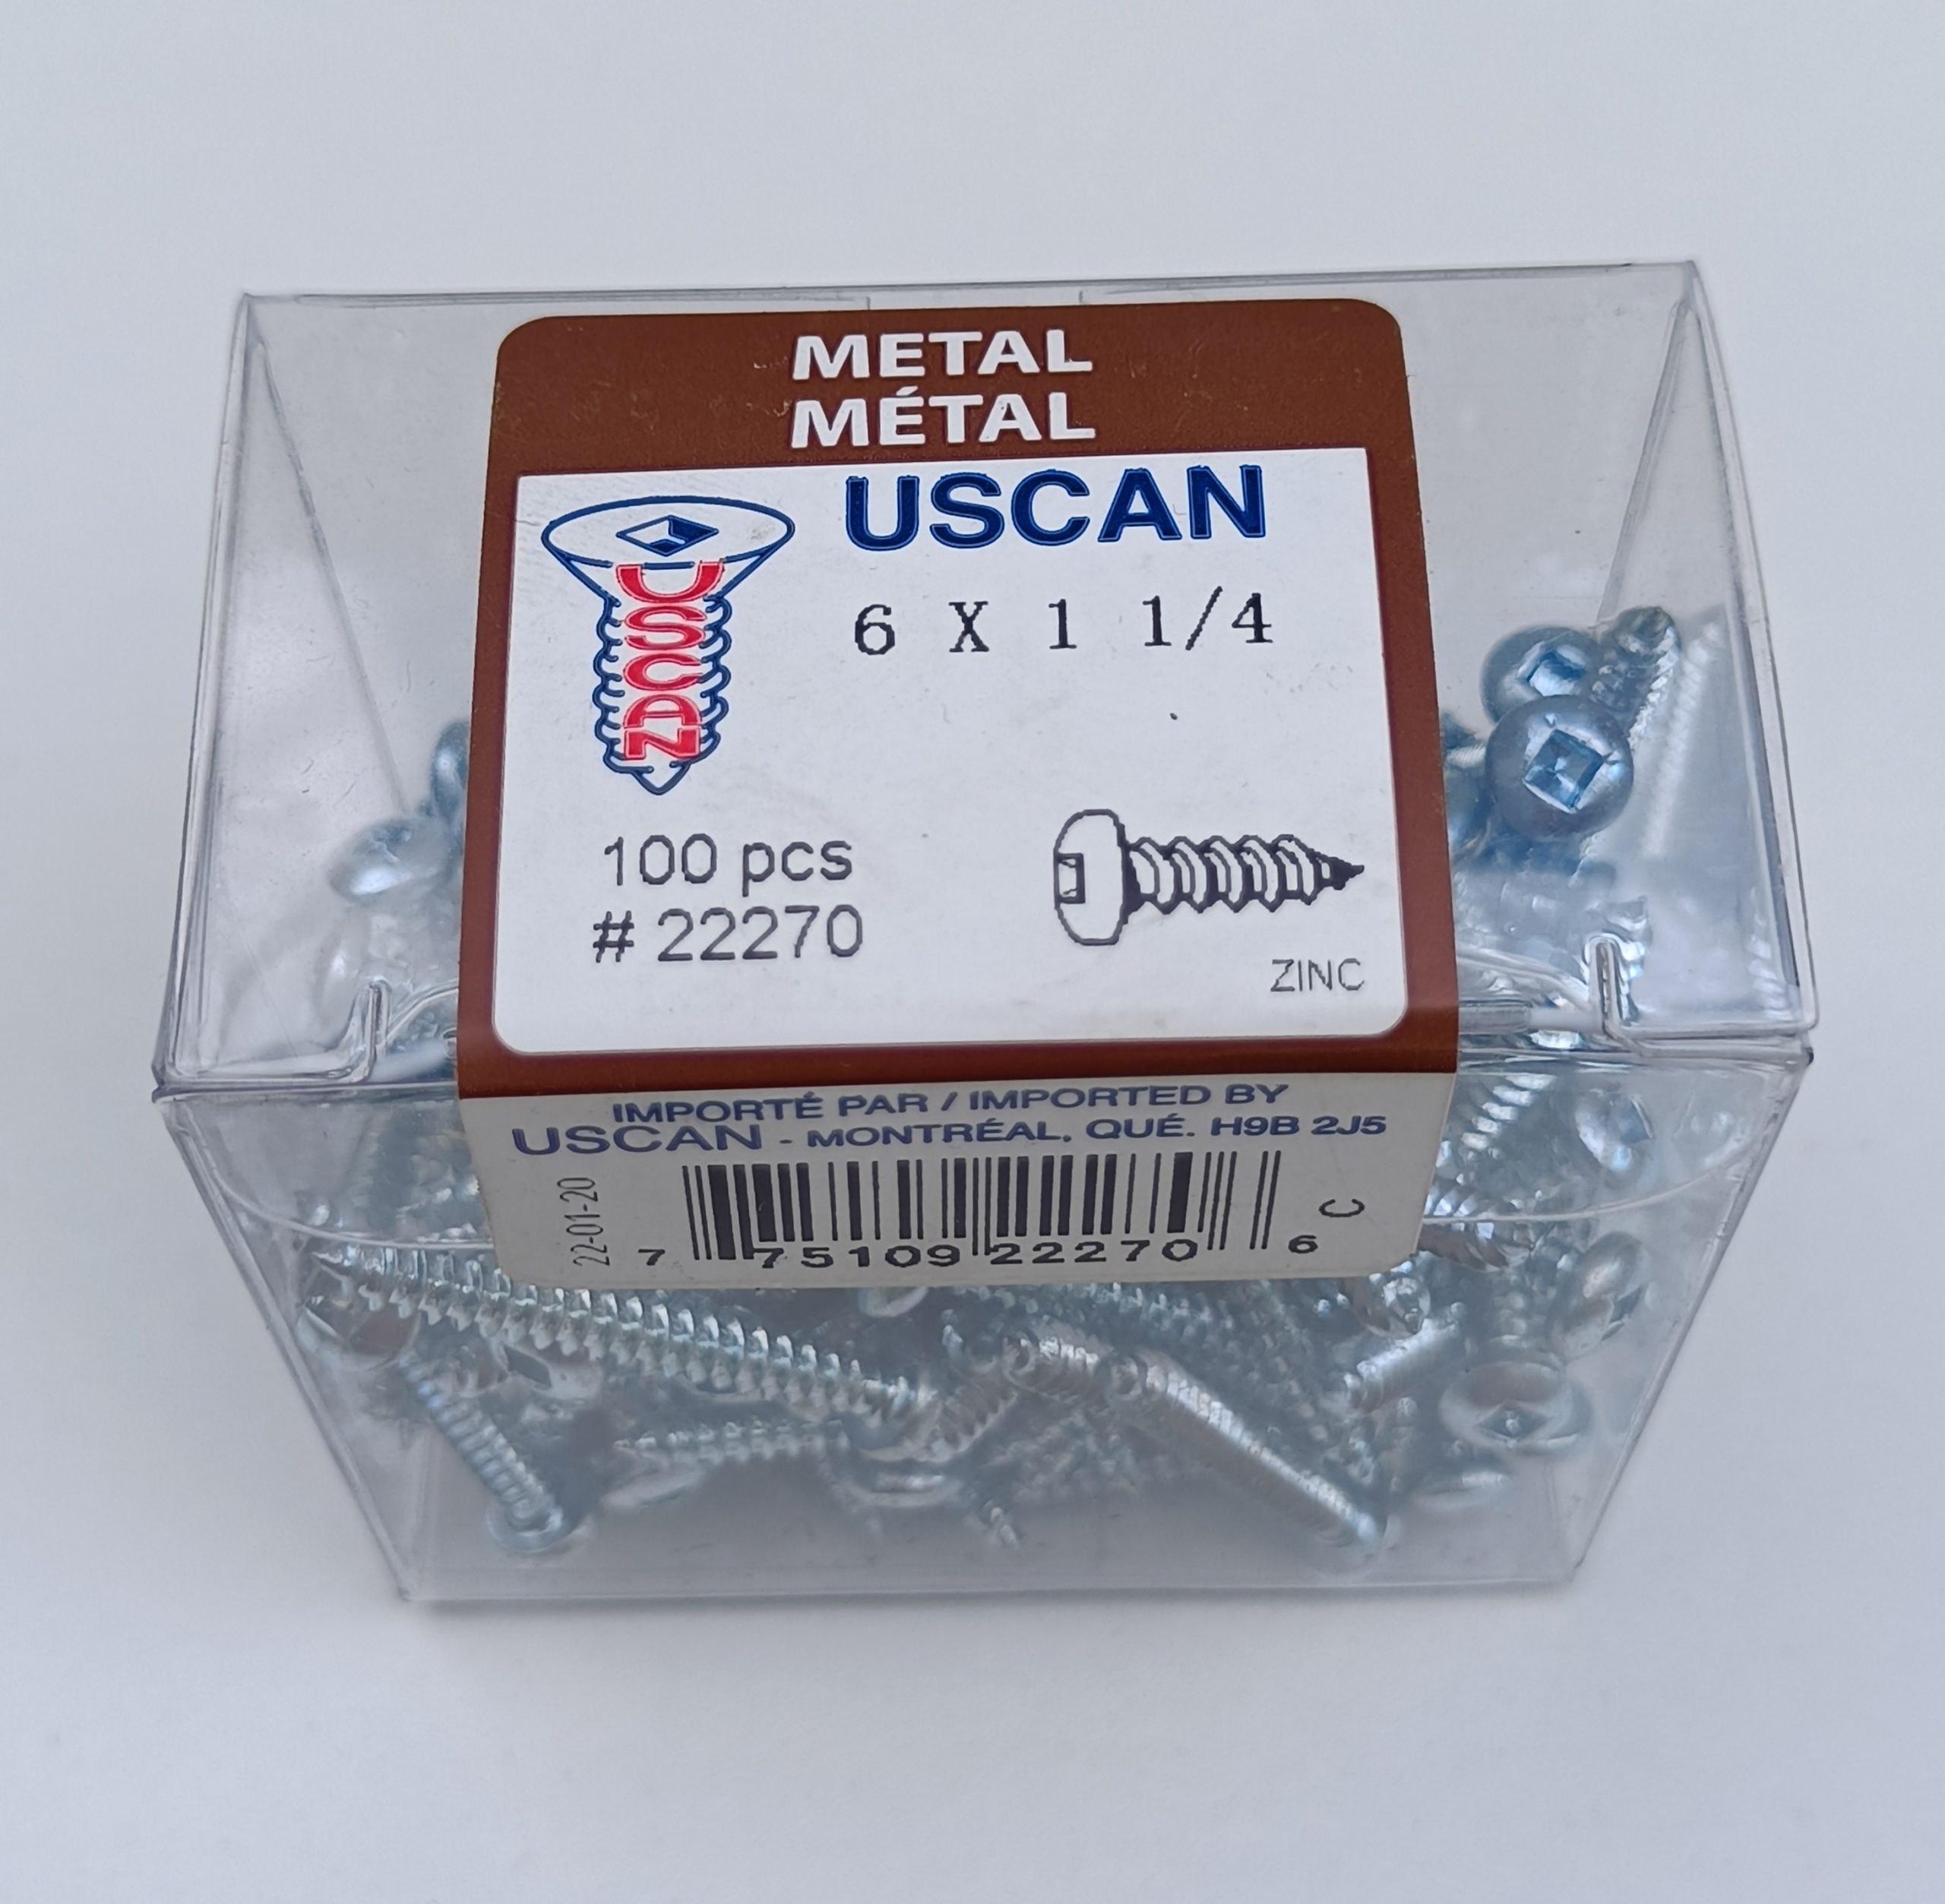 METAL
MÉTAL
USCAN
USCAN
6 X 1 1/4
100 pcs
# 22270
ZINC
IMPORTÉ PAR / IMPORTED BY
USCAN - MONTRÉAL, QUÉ. H9B 2J5
22-01-20
7 75109 22270 6
C